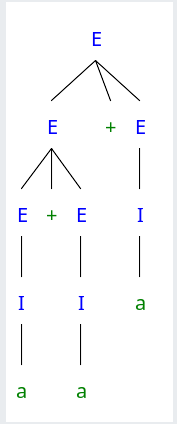 E
E + E
E + E I
I I a
a a